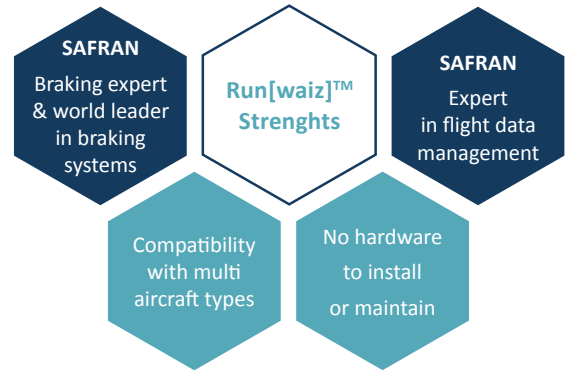 SAFRAN
Braking expert
& world leader
in braking
systems
Run[waiz]™
Strenghts
SAFRAN
Expert
in flight data
management
Compatibility
with multi
aircraft types
No hardware
to install
or maintain